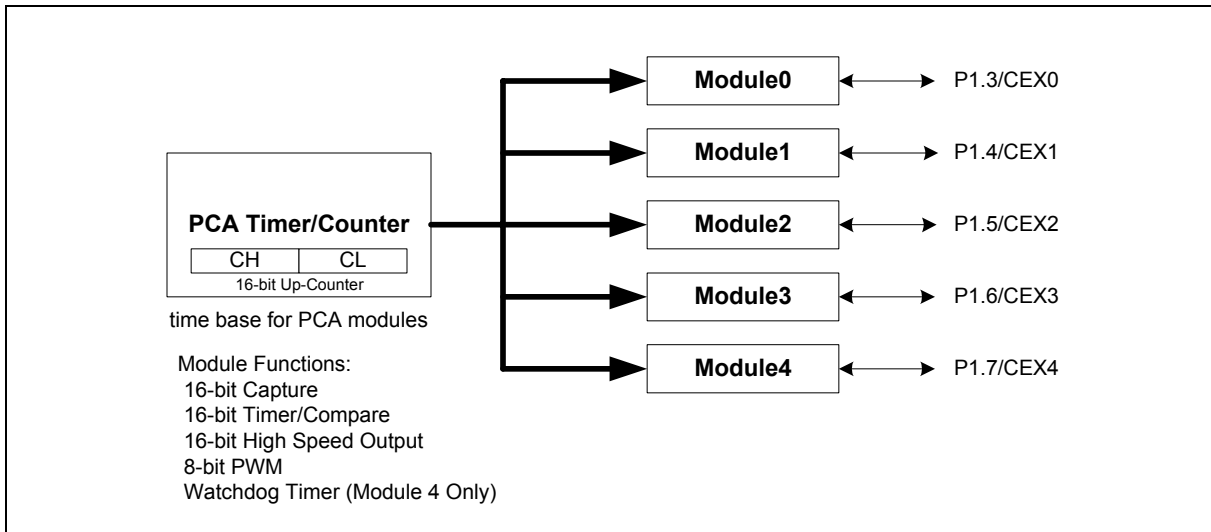 Module0
P1.3/CEX0
Module1
P1.4/CEX1
PCA Timer/Counter
CH
CL
16-bit Up-Counter
time base for PCA modules
Module2
P1.5/CEX2
Module3
P1.6/CEX3
Module4
P1.7/CEX4
Module Functions:
16-bit Capture
16-bit Timer/Compare
16-bit High Speed Output
8-bit PWM
Watchdog Timer (Module 4 Only)